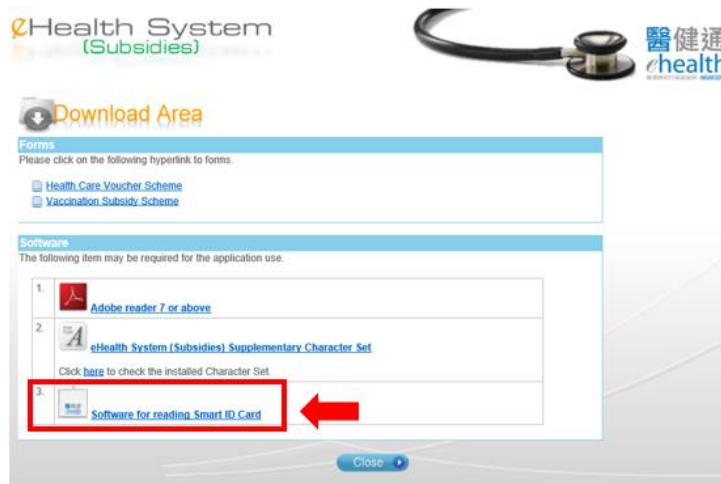 eHealth System
(Subsidies)
醫健通
ehealth
Download Area
Forms
Please click on the following hyperlink to forms.
Health Care Voucher Scheme
Vaccination Subsidy Scheme
Software
The following item may be required for the application use.
1.
Adobe reader 7 or above
2.
eHealth System (Subsidies) Supplementary Character Set
Click here to check the installed Character Set.
3.
Software for reading Smart ID Card
Close